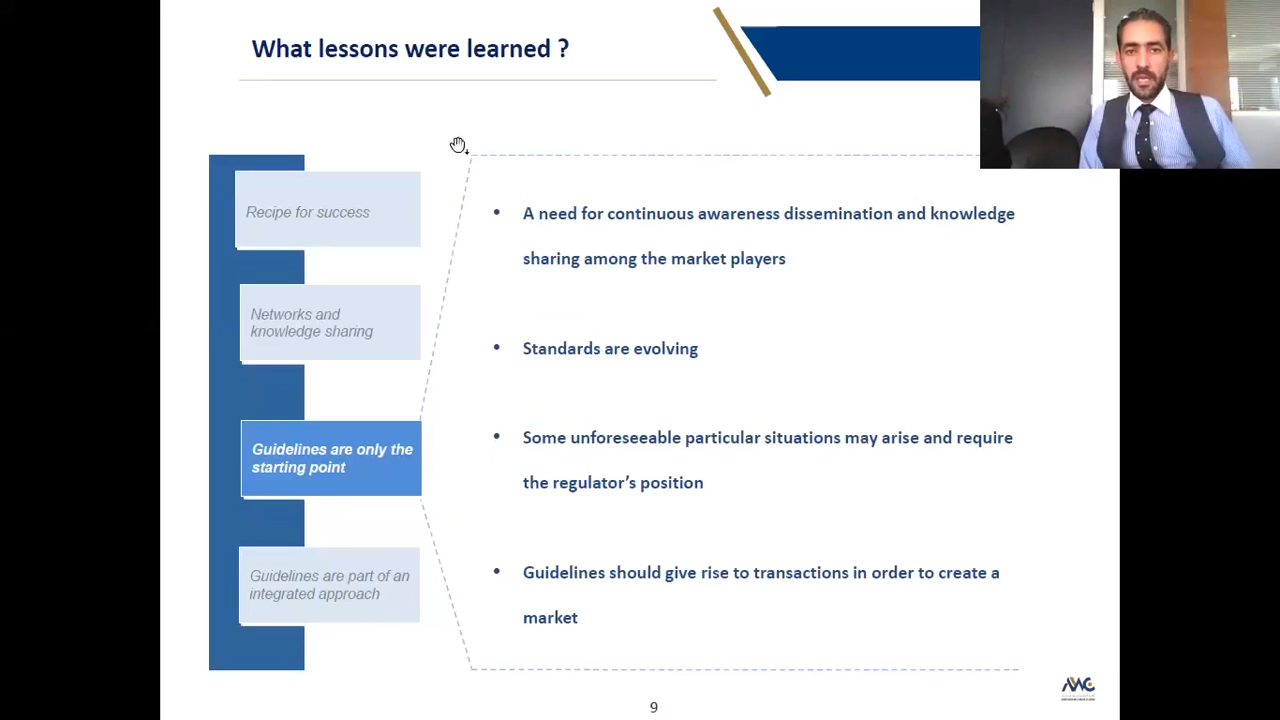 What lessons were learned ?
Recipe for success
Networks and
knowledge sharing
Guidelines are only the
starting point
Guidelines are part of an
integrated approach
• A need for continuous awareness dissemination and knowledge
sharing among the market players
• Standards are evolving
• Some unforeseeable particular situations may arise and require
the regulator’s position
• Guidelines should give rise to transactions in order to create a
market
9